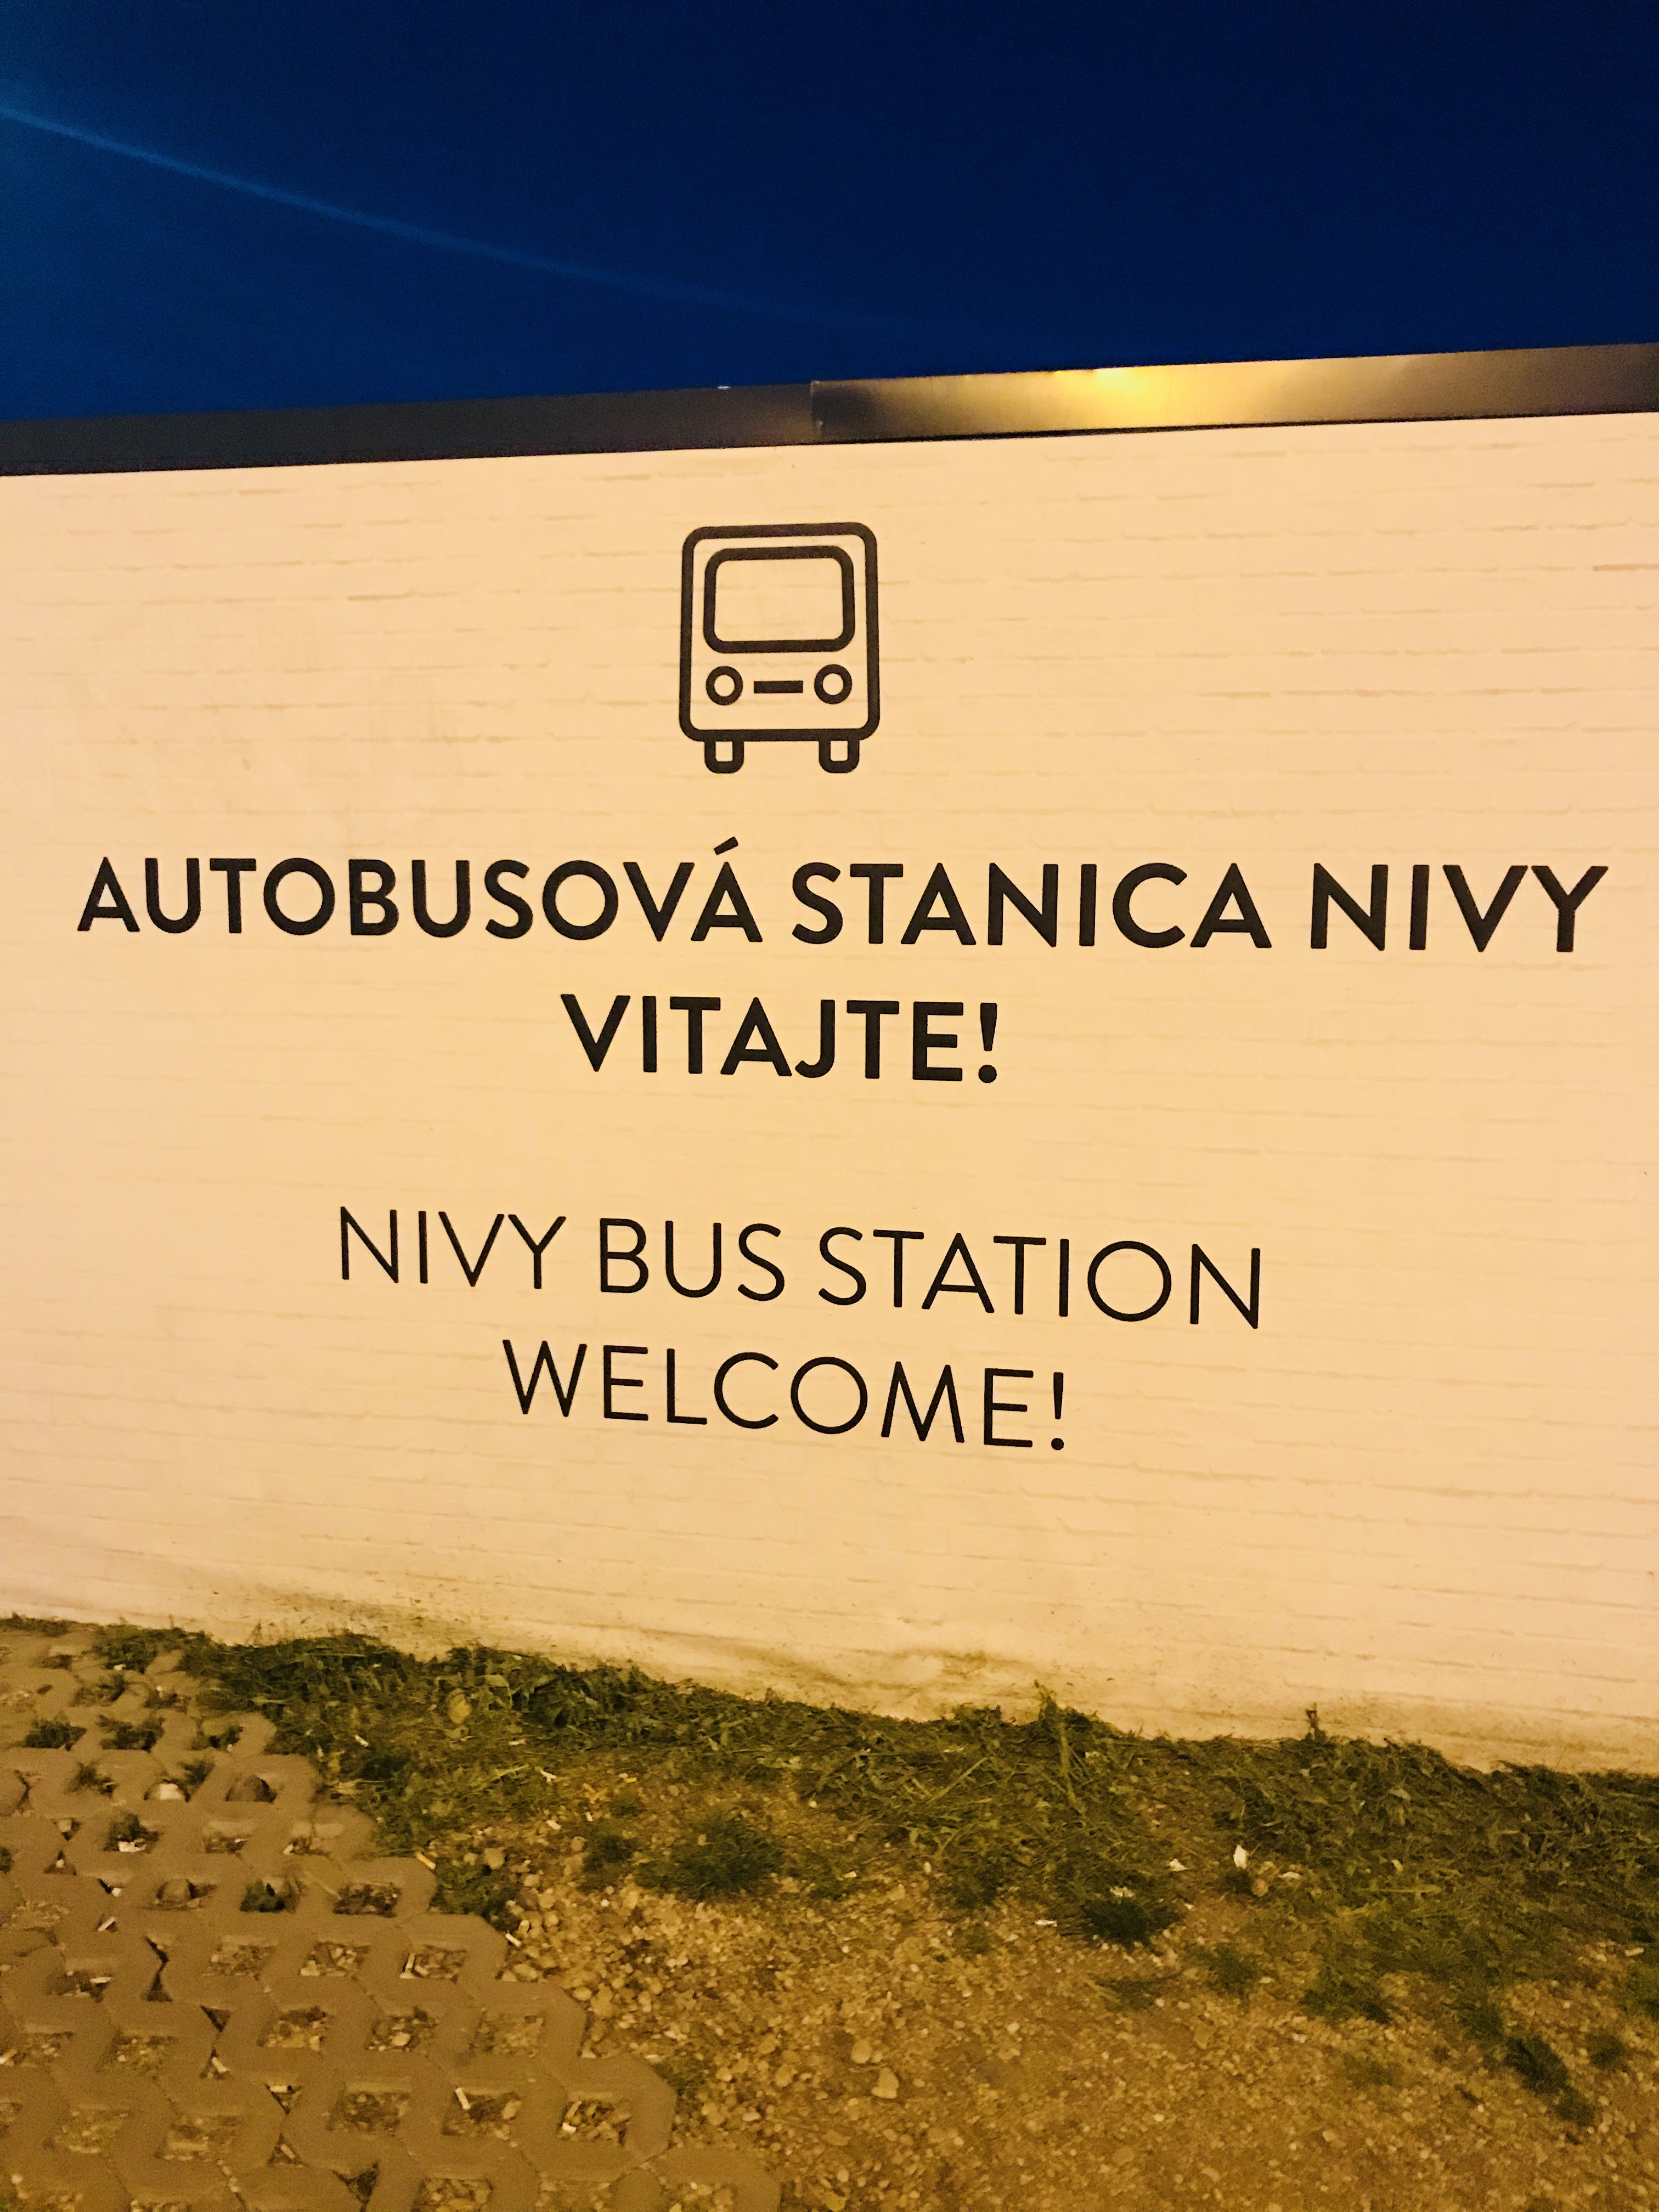 AUTOBUSOVÁ STANICA NIVY
VITAJTE!
NIVY BUS STATION
WELCOME!